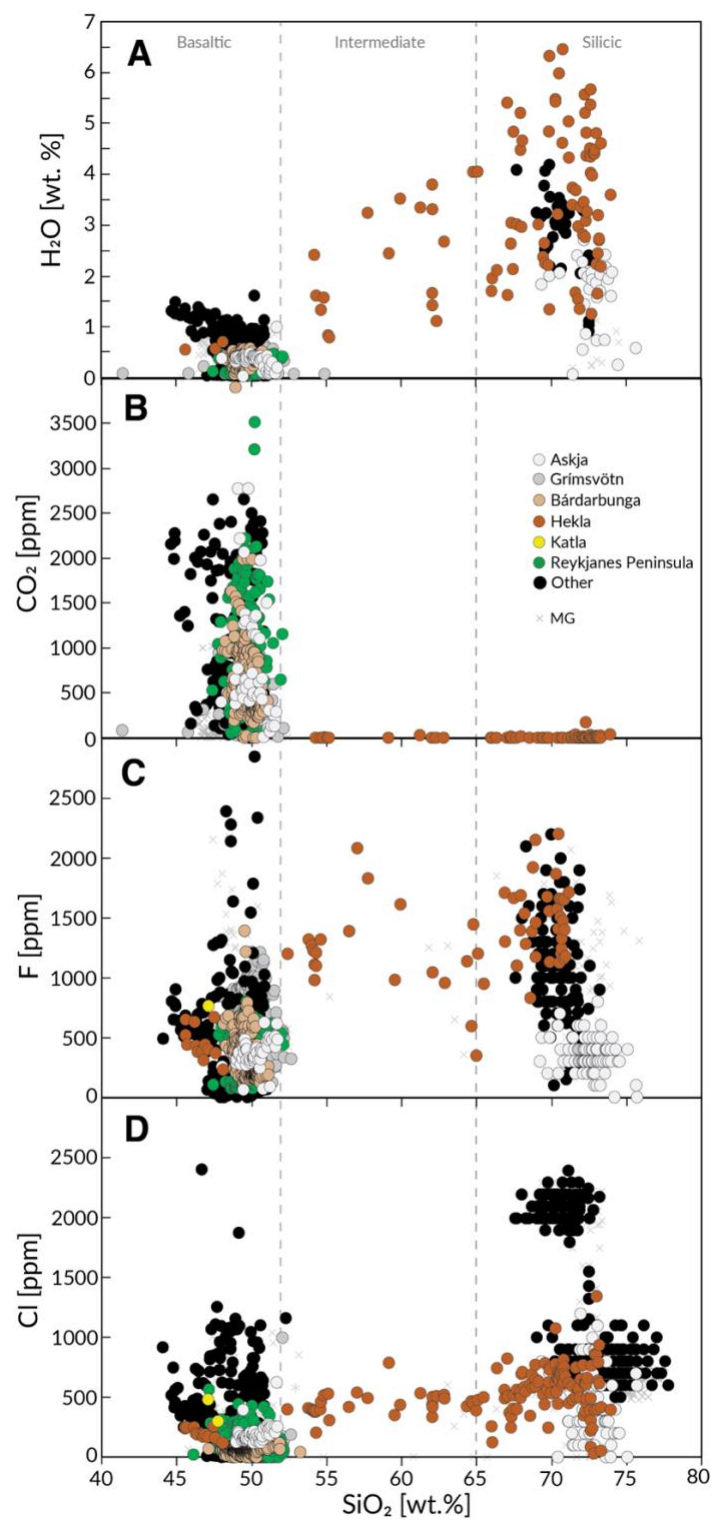 A
Basaltic
Intermediate
Silicic
H₂O [wt. %]
7
6
5
4
3
2
1
0
B
CO₂ [ppm]
3500
3000
2500
2000
1500
1000
500
0
Askja
Grímsvötn
Bárdarbunga
Hekla
Katla
Reykjanes Peninsula
Other
MG
C
F [ppm]
2500
2000
1500
1000
500
0
D
Cl [ppm]
2500
2000
1500
1000
500
0
40 45 50 55 60 65 70 75 80
SiO₂ [wt.%]